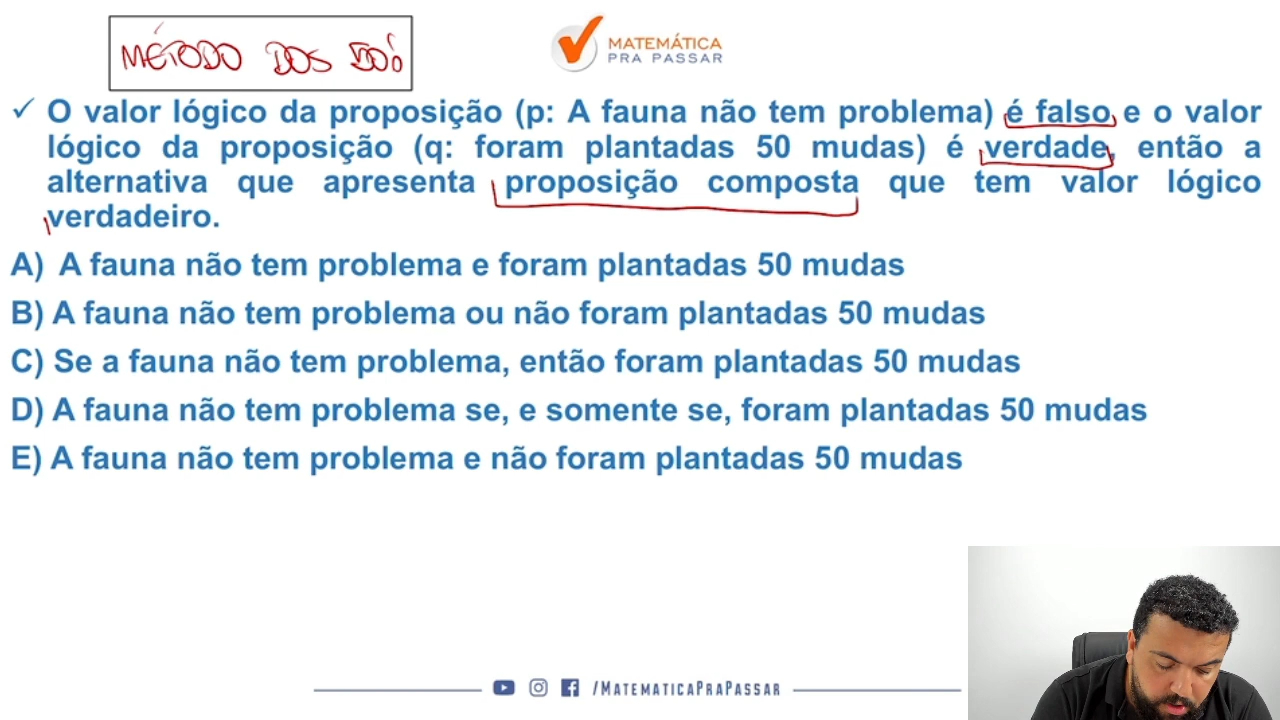 MÉTODO DOS
MATEMÁTICA
PRA PASSAR
✓ O valor lógico da proposição (p: A fauna não tem problema) é falso e o valor
lógico da proposição (q: foram plantadas 50 mudas) é verdade, então a
alternativa que apresenta proposição composta que tem valor lógico
verdadeiro.
A) A fauna não tem problema e foram plantadas 50 mudas
B) A fauna não tem problema ou não foram plantadas 50 mudas
C) Se a fauna não tem problema, então foram plantadas 50 mudas
D) A fauna não tem problema se, e somente se, foram plantadas 50 mudas
E) A fauna não tem problema e não foram plantadas 50 mudas
/MATEMATICAPRAPASSAR